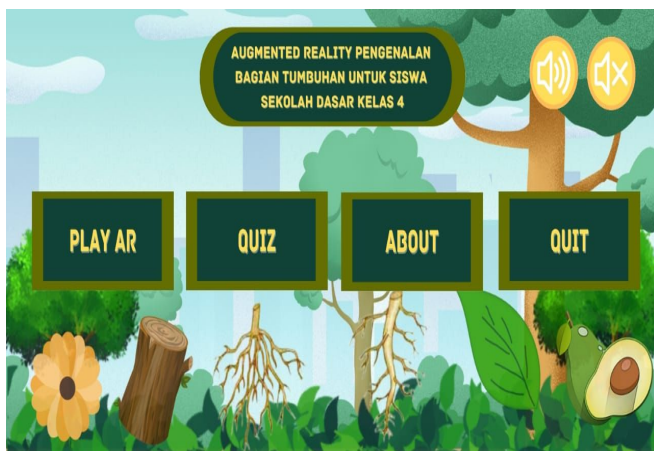 AUGMENTED REALITY PENGENALAN
BAGIAN TUMBUHAN UNTUK SISWA
SEKOLAH DASAR KELAS 4
PLAY AR
QUIZ
ABOUT
QUIT